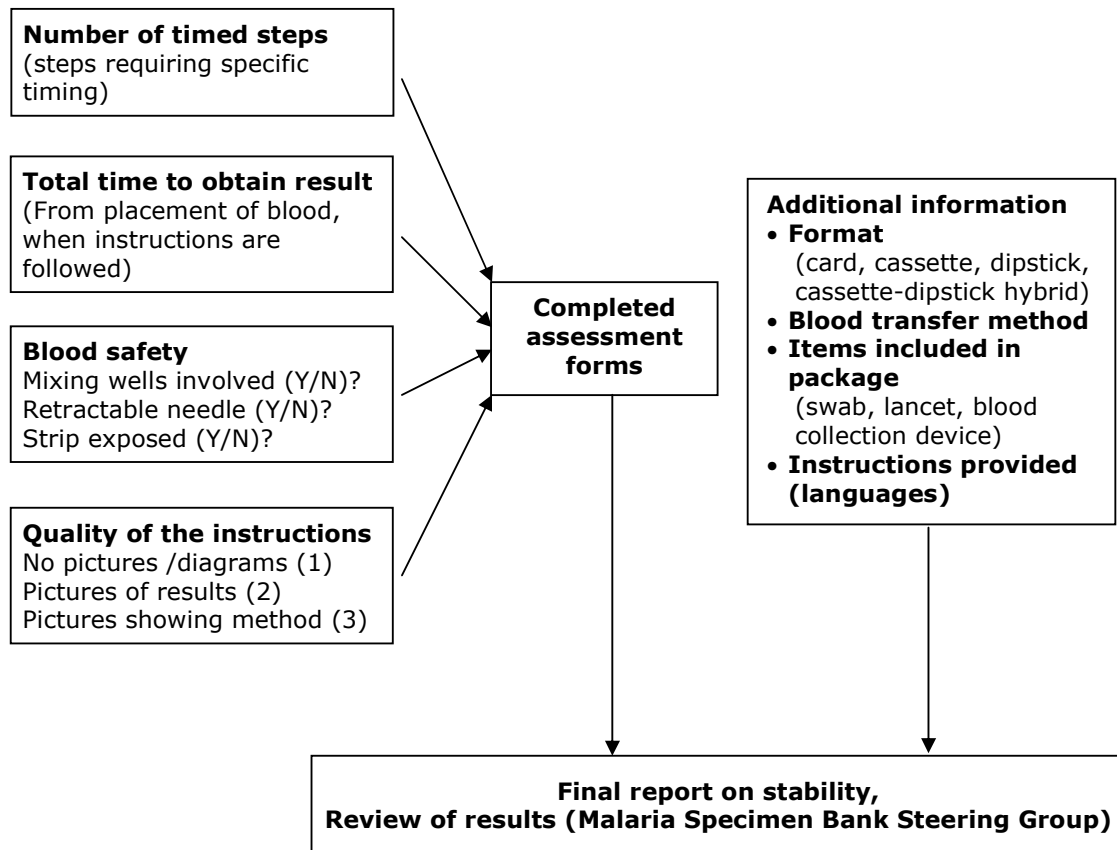 Number of timed steps
(steps requiring specific
timing)
Total time to obtain result
(From placement of blood,
when instructions are
followed)
Blood safety
Mixing wells involved (Y/N)?
Retractable needle (Y/N)?
Strip exposed (Y/N)?
Quality of the instructions
No pictures /diagrams (1)
Pictures of results (2)
Pictures showing method (3)
Completed
assessment
forms
Additional information
• Format
(card, cassette, dipstick,
cassette-dipstick hybrid)
• Blood transfer method
• Items included in
package
(swab, lancet, blood
collection device)
• Instructions provided
(languages)
Final report on stability,
Review of results (Malaria Specimen Bank Steering Group)